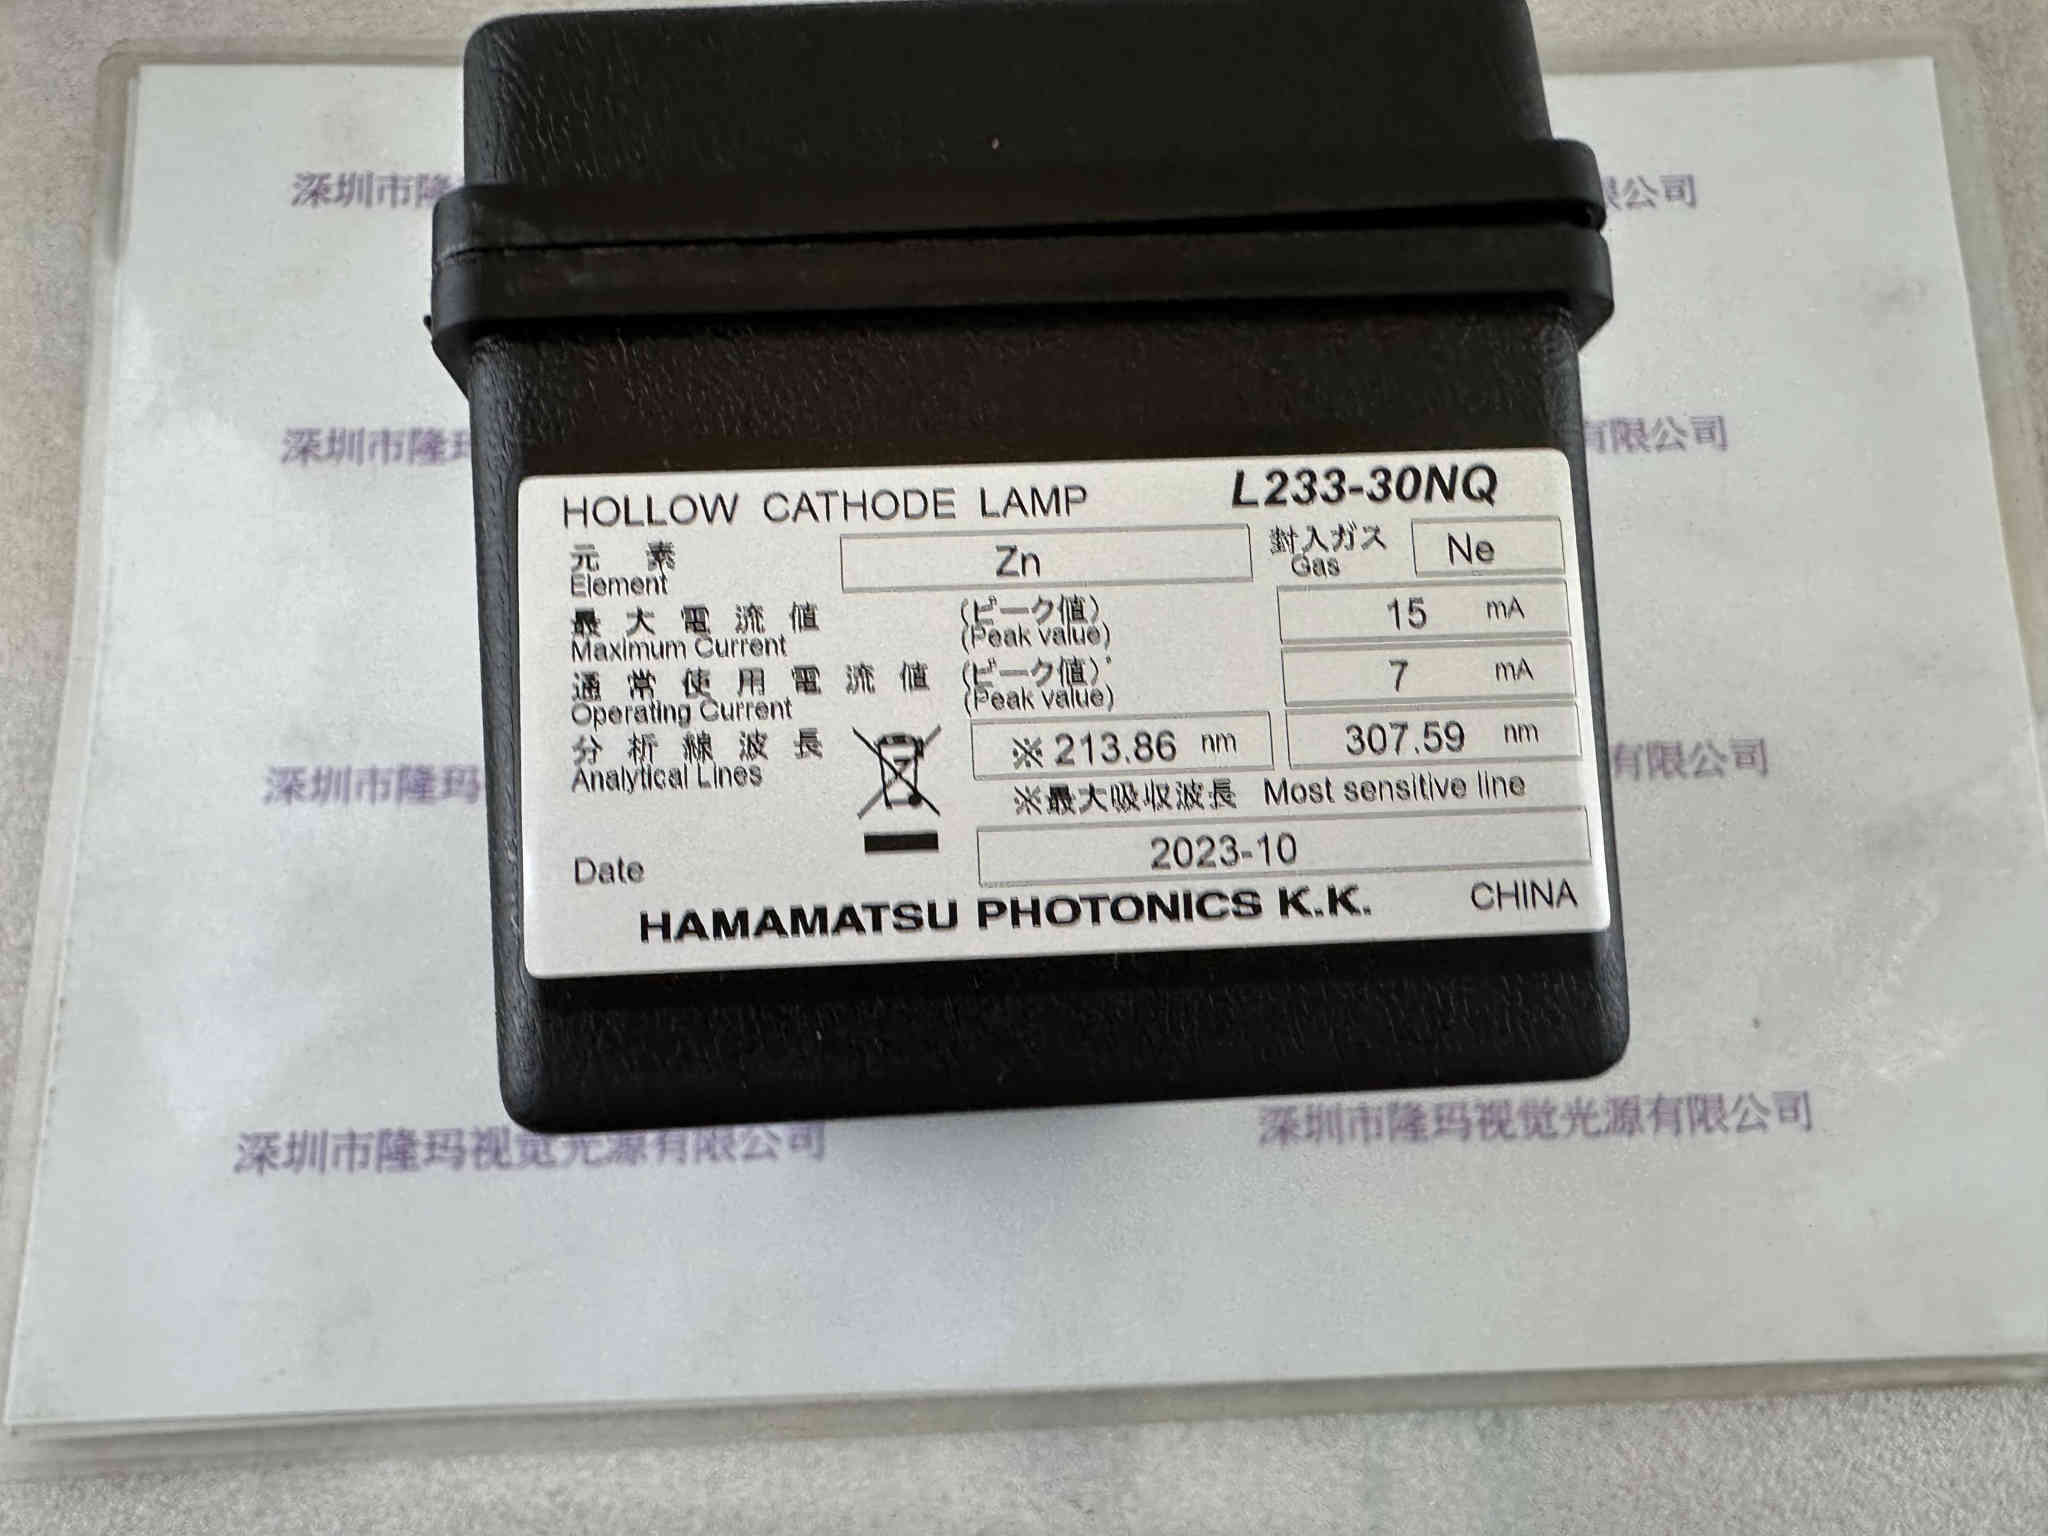 深圳市隆
公司
深圳市隆玛
有限公司
HOLLOW CATHODE LAMP L233-30NQ
元素 Zn 封入ガス Ne
Element Gas
最大電流値 (ピーク値) 15 mA
Maximum Current (Peak value)
通常使用電流値 (ピーク値) 7 mA
Operating Current (Peak value)
分析線波長 ※213.86 nm 307.59 nm
Analytical Lines
※最大吸収波長 Most sensitive line
Date 2023-10
HAMAMATSU PHOTONICS K.K. CHINA
深圳市隆玛
有限公司
深圳市隆玛视觉光源有限公司
深圳市隆玛视觉光源有限公司